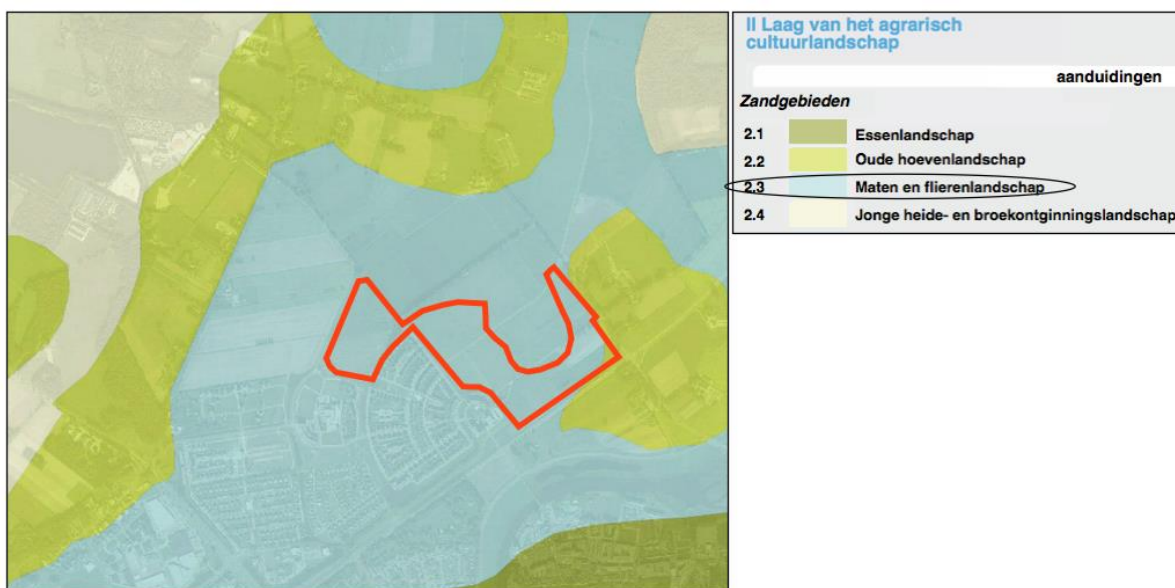 II Laag van het agrarisch
cultuurlandschap
aanduidingen
Zandgebieden
2.1 Essenlandschap
2.2 Oude hoevenlandschap
2.3 Maten en flierenlandschap
2.4 Jonge heide- en broekontginningslandschap